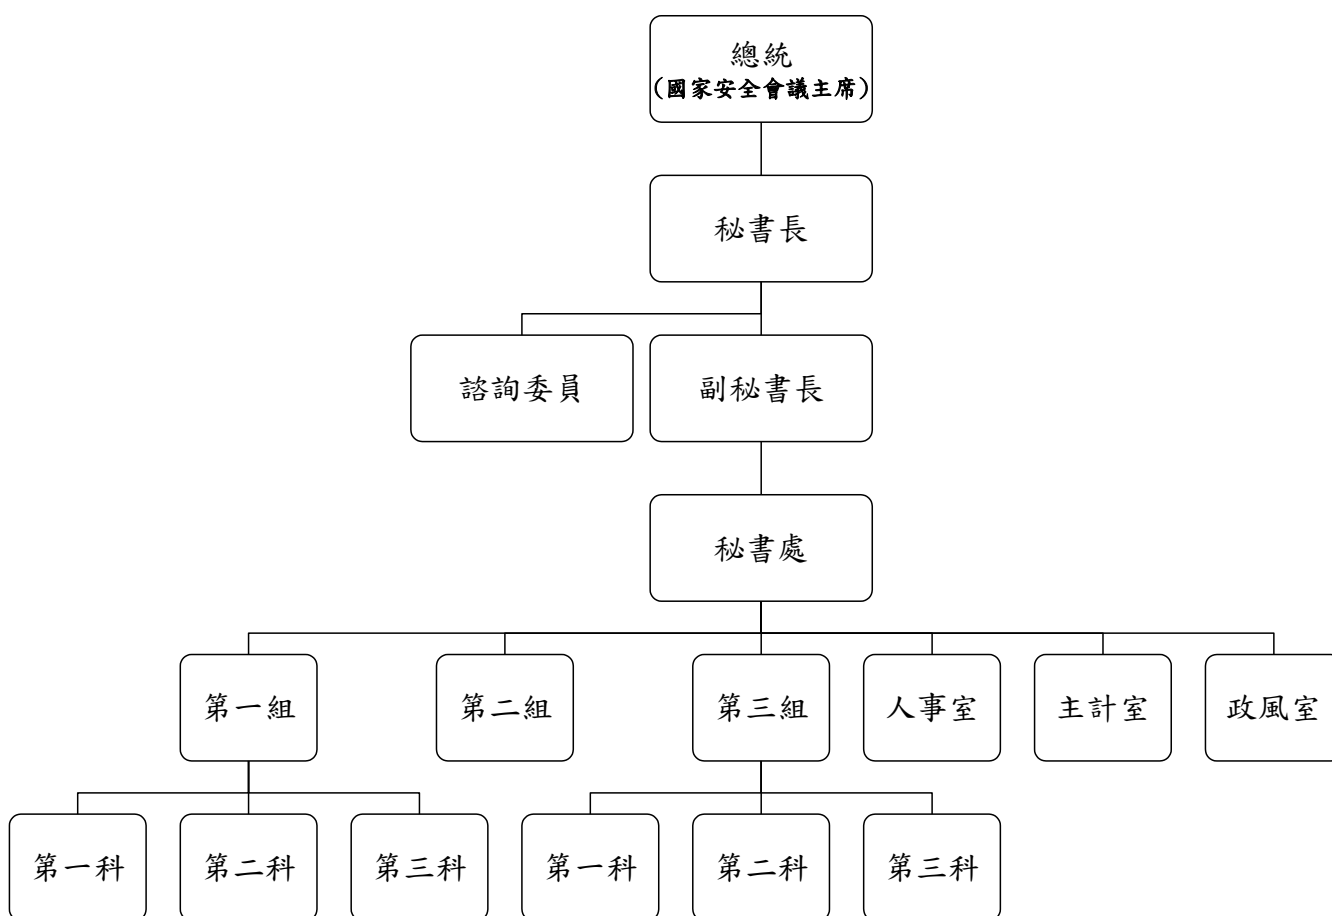 總統
(國家安全會議主席)
秘書長
諮詢委員
副秘書長
秘書處
第一組
第二組
第三組
人事室
主計室
政風室
第一科
第二科
第三科
第一科
第二科
第三科